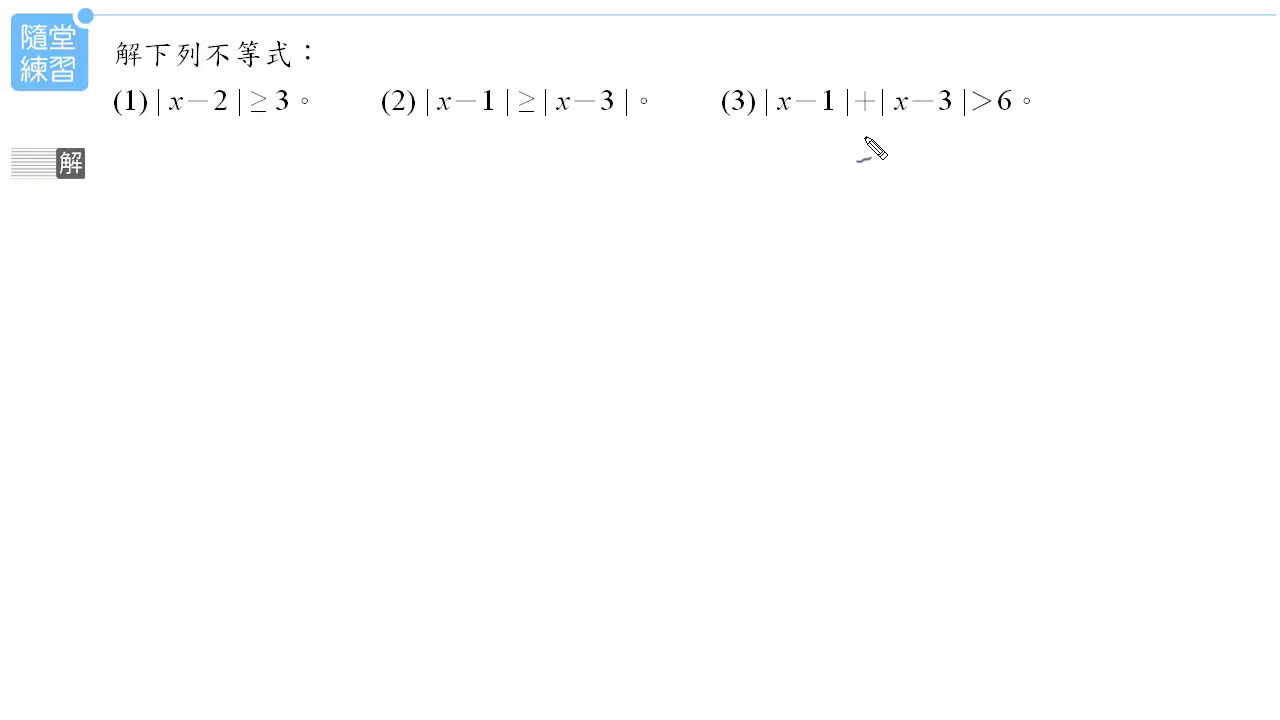 隨堂
練習
解下列不等式：
(1) | x－2 | ≥ 3。 (2) | x－1 | ≥ | x－3 |。 (3) | x－1 |＋| x－3 |＞6。
解